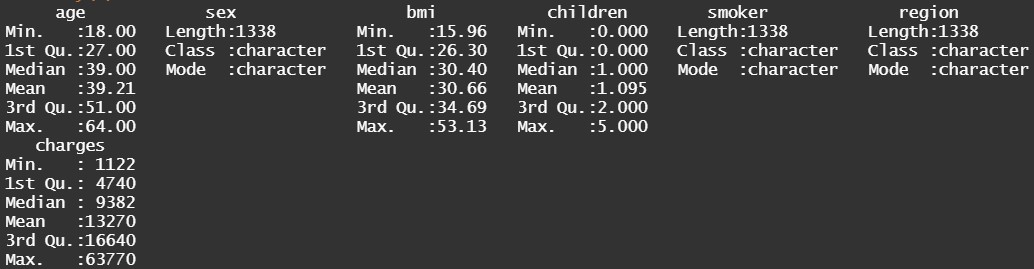 age            sex                 bmi           children         smoker             region
Min.   :18.00   Length:1338        Min.   :15.96   Min.   :0.000   Length:1338        Length:1338
1st Qu.:27.00   Class :character   1st Qu.:26.30   1st Qu.:0.000   Class :character   Class :character
Median :39.00   Mode  :character   Median :30.40   Median :1.000   Mode  :character   Mode  :character
Mean   :39.21                      Mean   :30.66   Mean   :1.095
3rd Qu.:51.00                      3rd Qu.:34.69   3rd Qu.:2.000
Max.   :64.00                      Max.   :53.13   Max.   :5.000
   charges
Min.   : 1122
1st Qu.: 4740
Median : 9382
Mean   :13270
3rd Qu.:16640
Max.   :63770